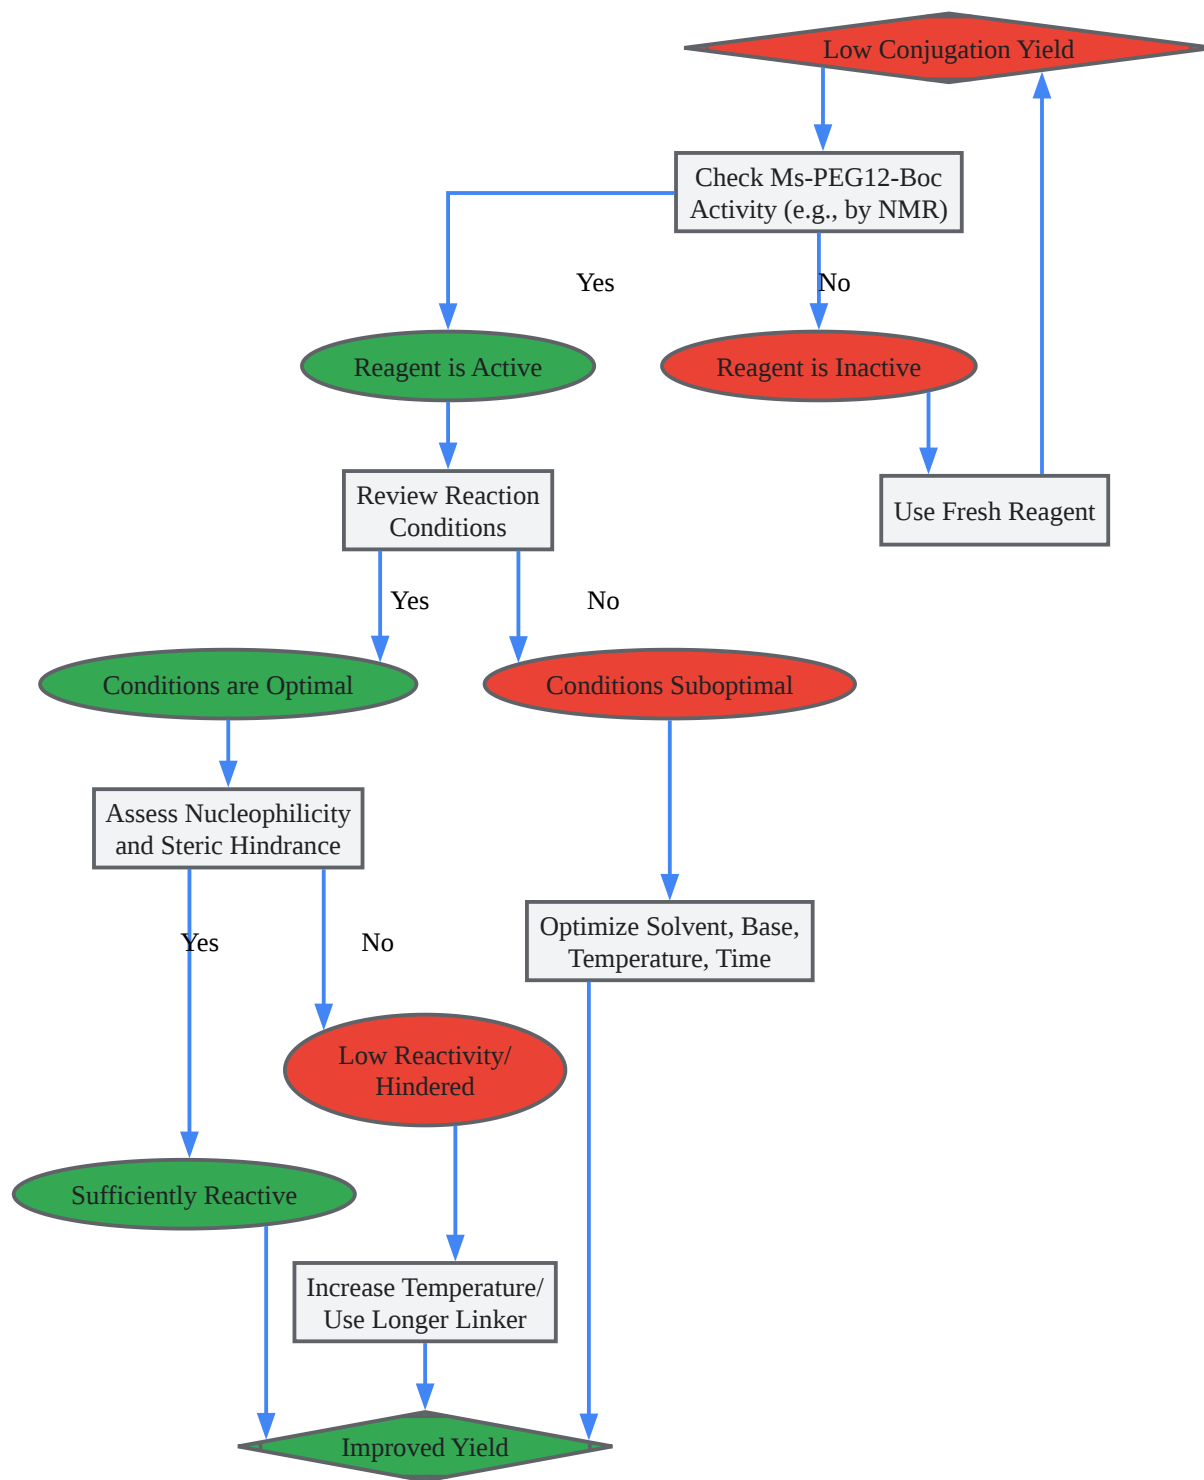 Low Conjugation Yield
Check Ms-PEG12-Boc
Activity (e.g., by NMR)
Yes
No
Reagent is Active
Reagent is Inactive
Review Reaction
Conditions
Use Fresh Reagent
Yes
No
Conditions are Optimal
Conditions Suboptimal
Assess Nucleophilicity
and Steric Hindrance
Optimize Solvent, Base,
Temperature, Time
Yes
No
Low Reactivity/
Hindered
Sufficiently Reactive
Increase Temperature/
Use Longer Linker
Improved Yield